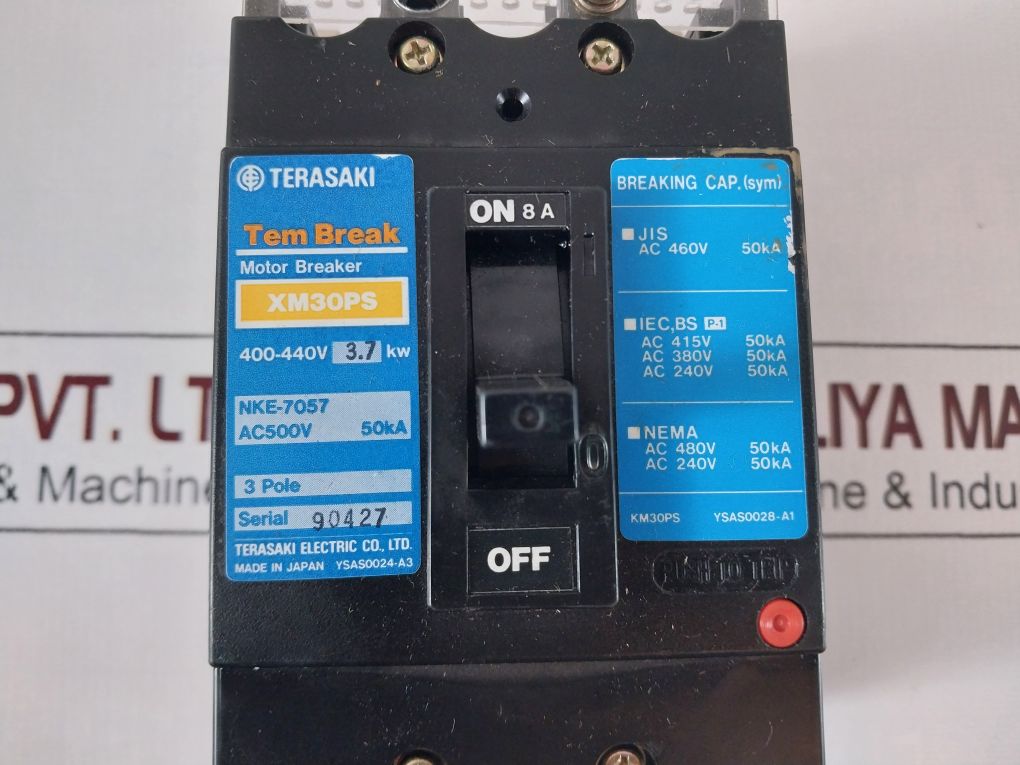 TERASAKI
Tem Break
Motor Breaker
XM30PS
400-440V 3.7 kw
NKE-7057
AC500V 50kA
3 Pole
Serial 90427
TERASAKI ELECTRIC CO., LTD.
MADE IN JAPAN YSAS0024-A3
ON 8A
I
O
OFF
BREAKING CAP.(sym)
JIS
AC 460V 50kA
IEC,BS P-1
AC 415V 50kA
AC 380V 50kA
AC 240V 50kA
NEMA
AC 480V 50kA
AC 240V 50kA
KM30PS YSAS0028-A1
PUSH TO TRIP
PVT. LT
& Machine
LIYA MA
ne & Indu